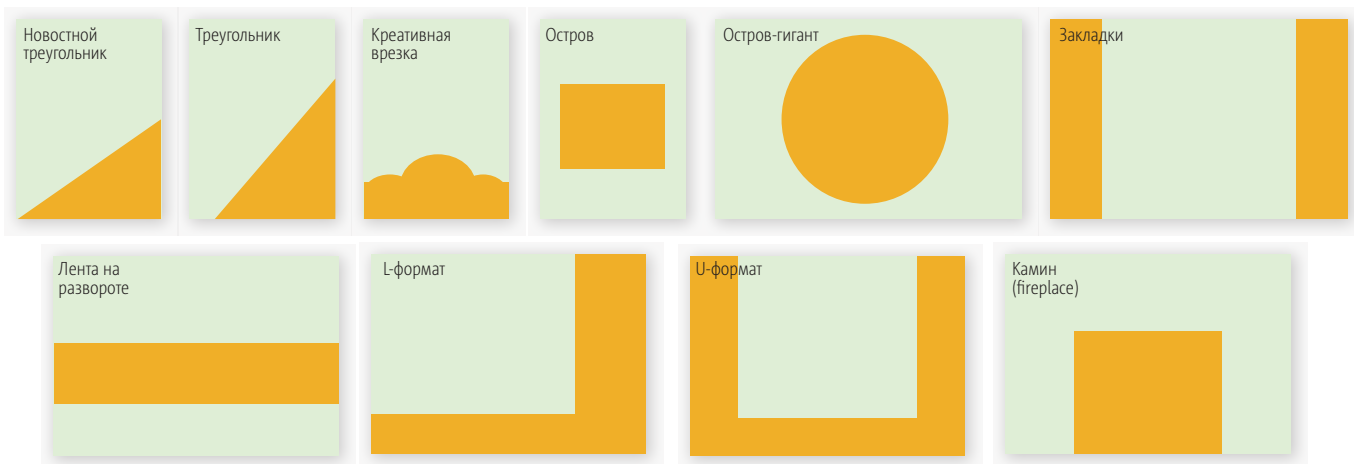 Новостной
треугольник
Треугольник
Креативная
врезка
Остров
Остров-гигант
Закладки
Лента на
развороте
L-формат
U-формат
Камин
(fireplace)